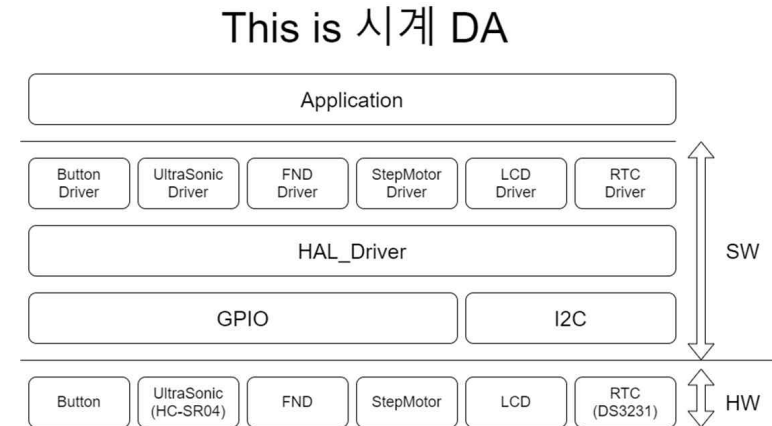 This is 시계 DA
Application
Button
Driver
UltraSonic
Driver
FND
Driver
StepMotor
Driver
LCD
Driver
RTC
Driver
HAL_Driver
SW
GPIO
I2C
Button
UltraSonic
(HC-SR04)
FND
StepMotor
LCD
RTC
(DS3231)
HW